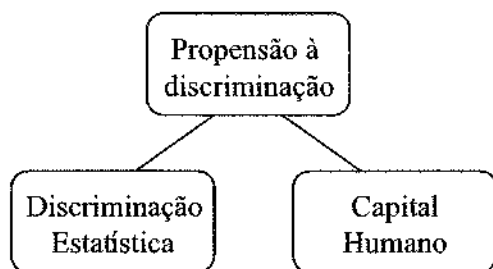 Propensão à
discriminação
Discriminação
Estatística
Capital
Humano